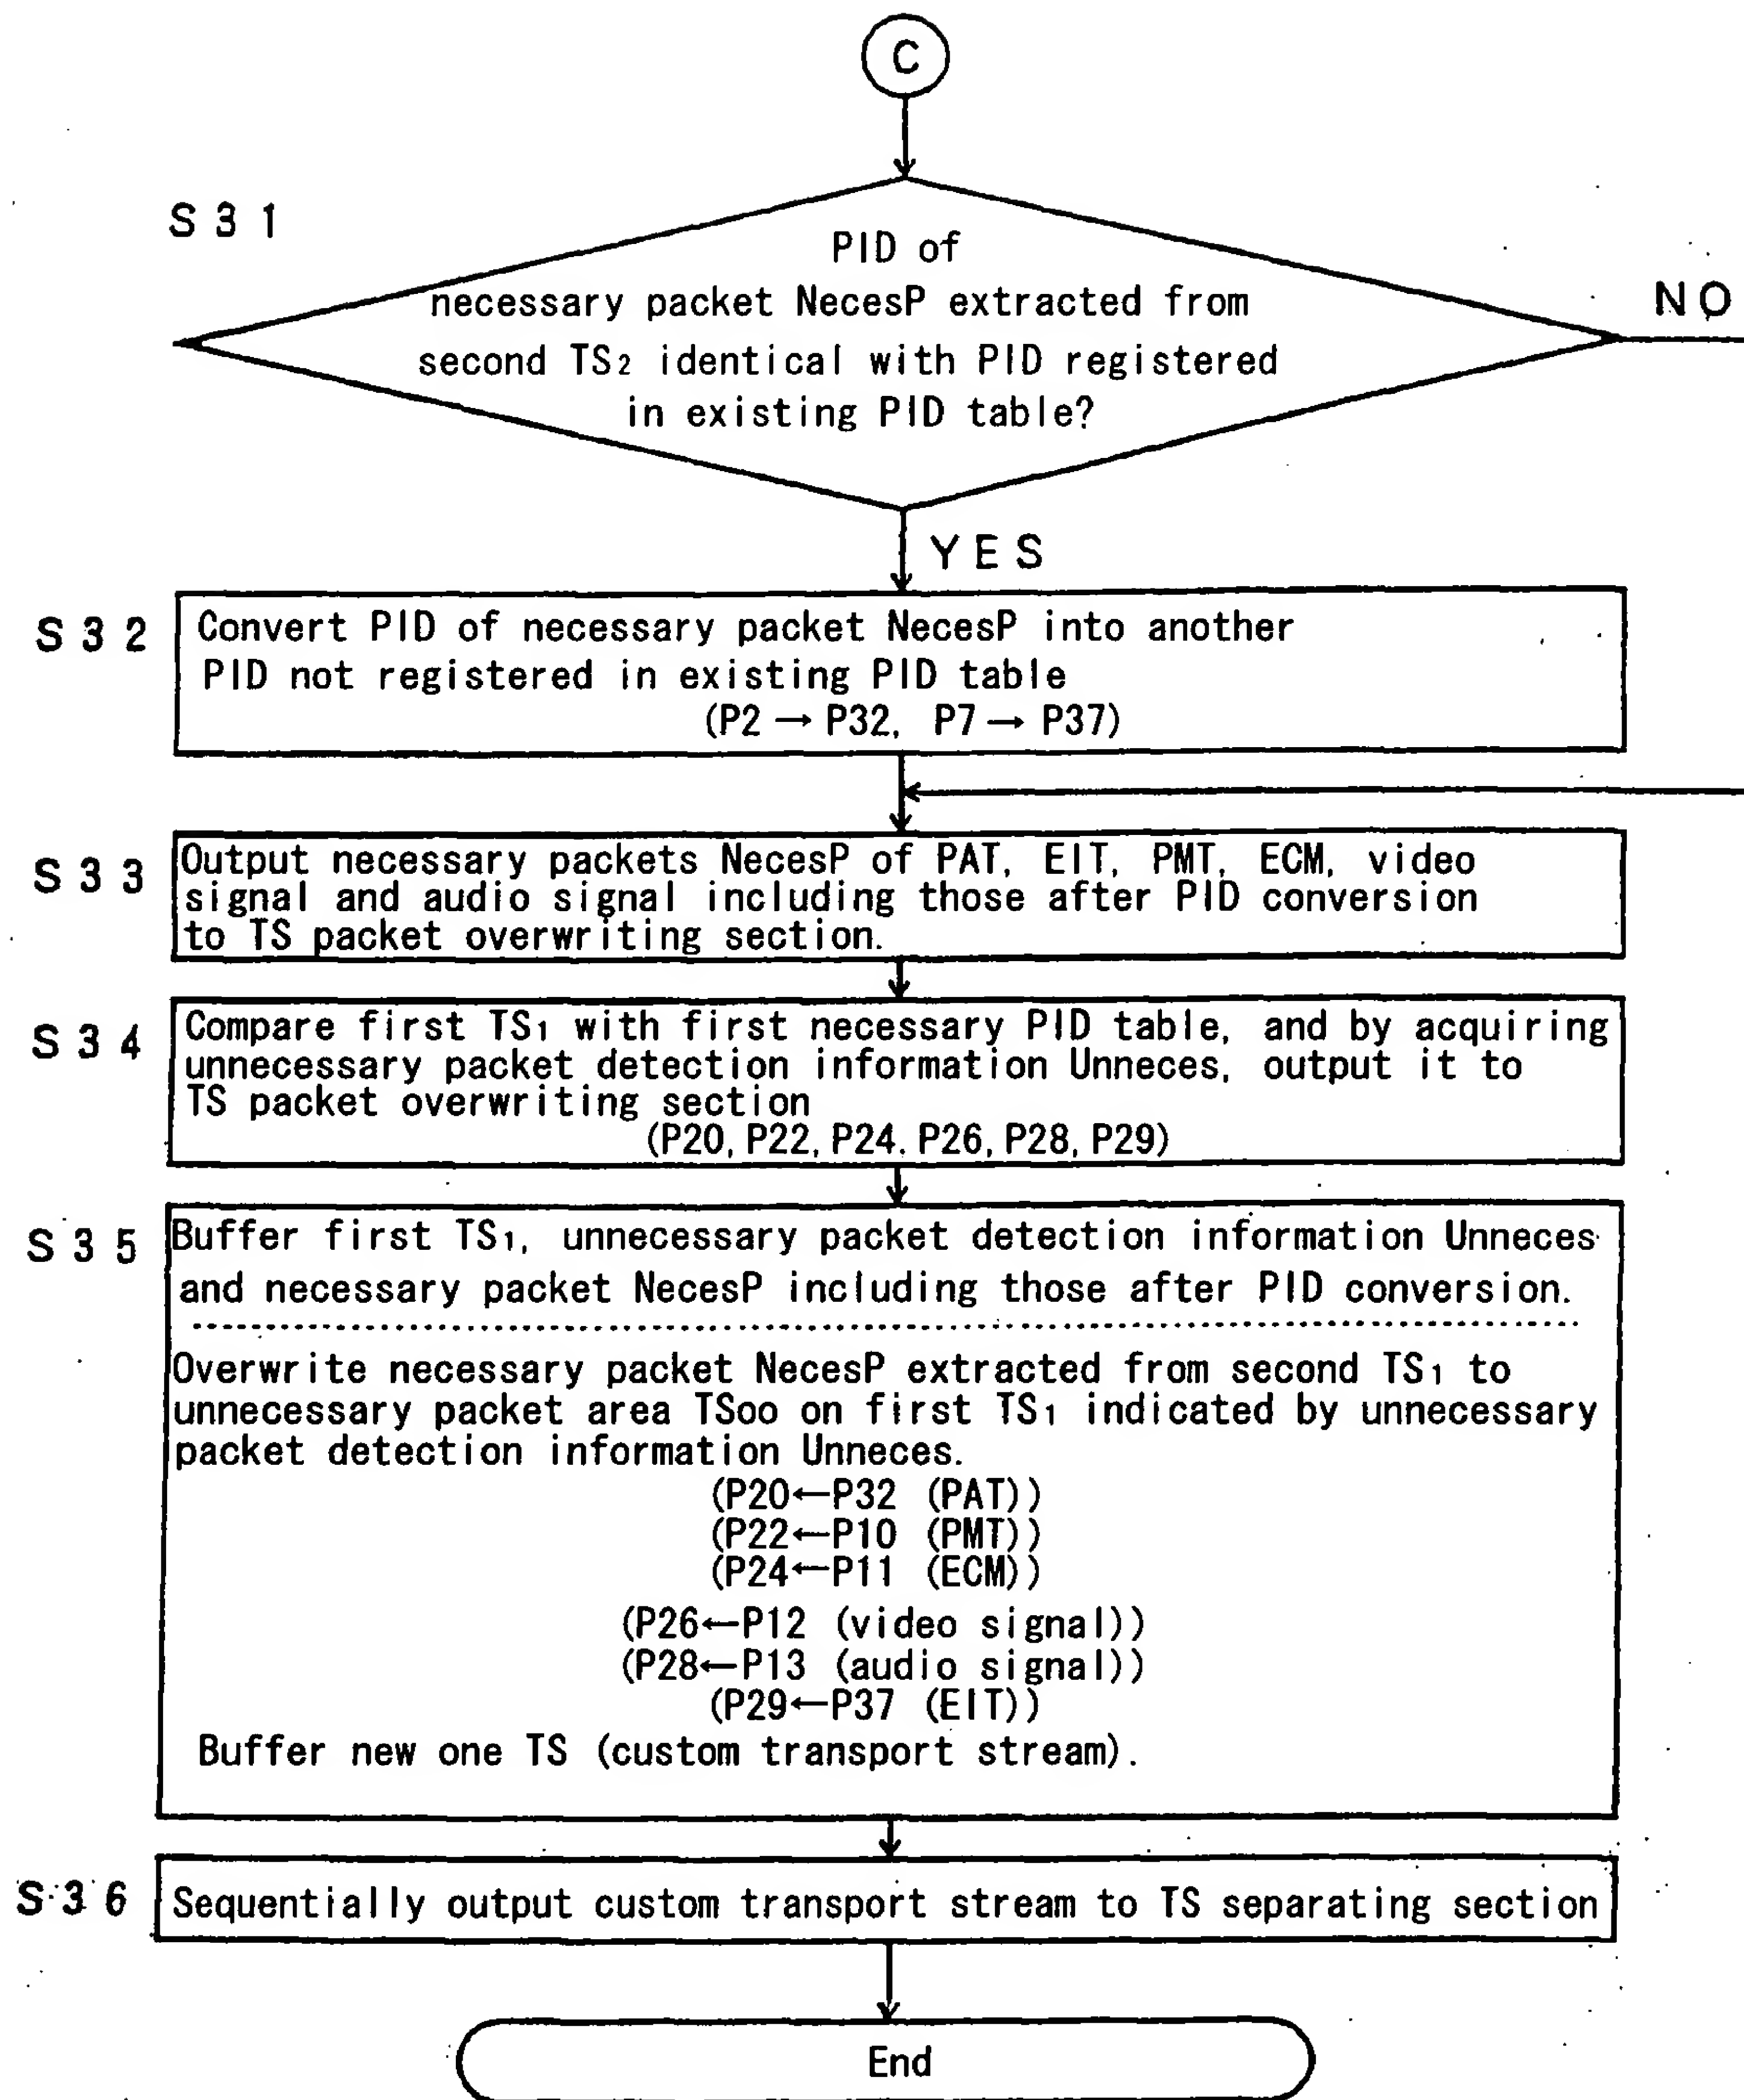 C
S31
PID of
necessary packet NecesP extracted from
second TS2 identical with PID registered
in existing PID table?
NO
YES
S32
Convert PID of necessary packet NecesP into another
PID not registered in existing PID table
(P2 → P32, P7 → P37)
S33
Output necessary packets NecesP of PAT, EIT, PMT, ECM, video
signal and audio signal including those after PID conversion
to TS packet overwriting section.
S34
Compare first TS1 with first necessary PID table, and by acquiring
unnecessary packet detection information Unneces, output it to
TS packet overwriting section
(P20, P22, P24. P26, P28, P29)
S35
Buffer first TS1, unnecessary packet detection information Unneces
and necessary packet NecesP including those after PID conversion.
Overwrite necessary packet NecesP extracted from second TS1 to
unnecessary packet area TSoo on first TS1 indicated by unnecessary
packet detection information Unneces.
(P20←P32 (PAT))
(P22←P10 (PMT))
(P24←P11 (ECM))
(P26←P12 (video signal))
(P28←P13 (audio signal))
(P29←P37 (EIT))
Buffer new one TS (custom transport stream).
S36
Sequentially output custom transport stream to TS separating section
End